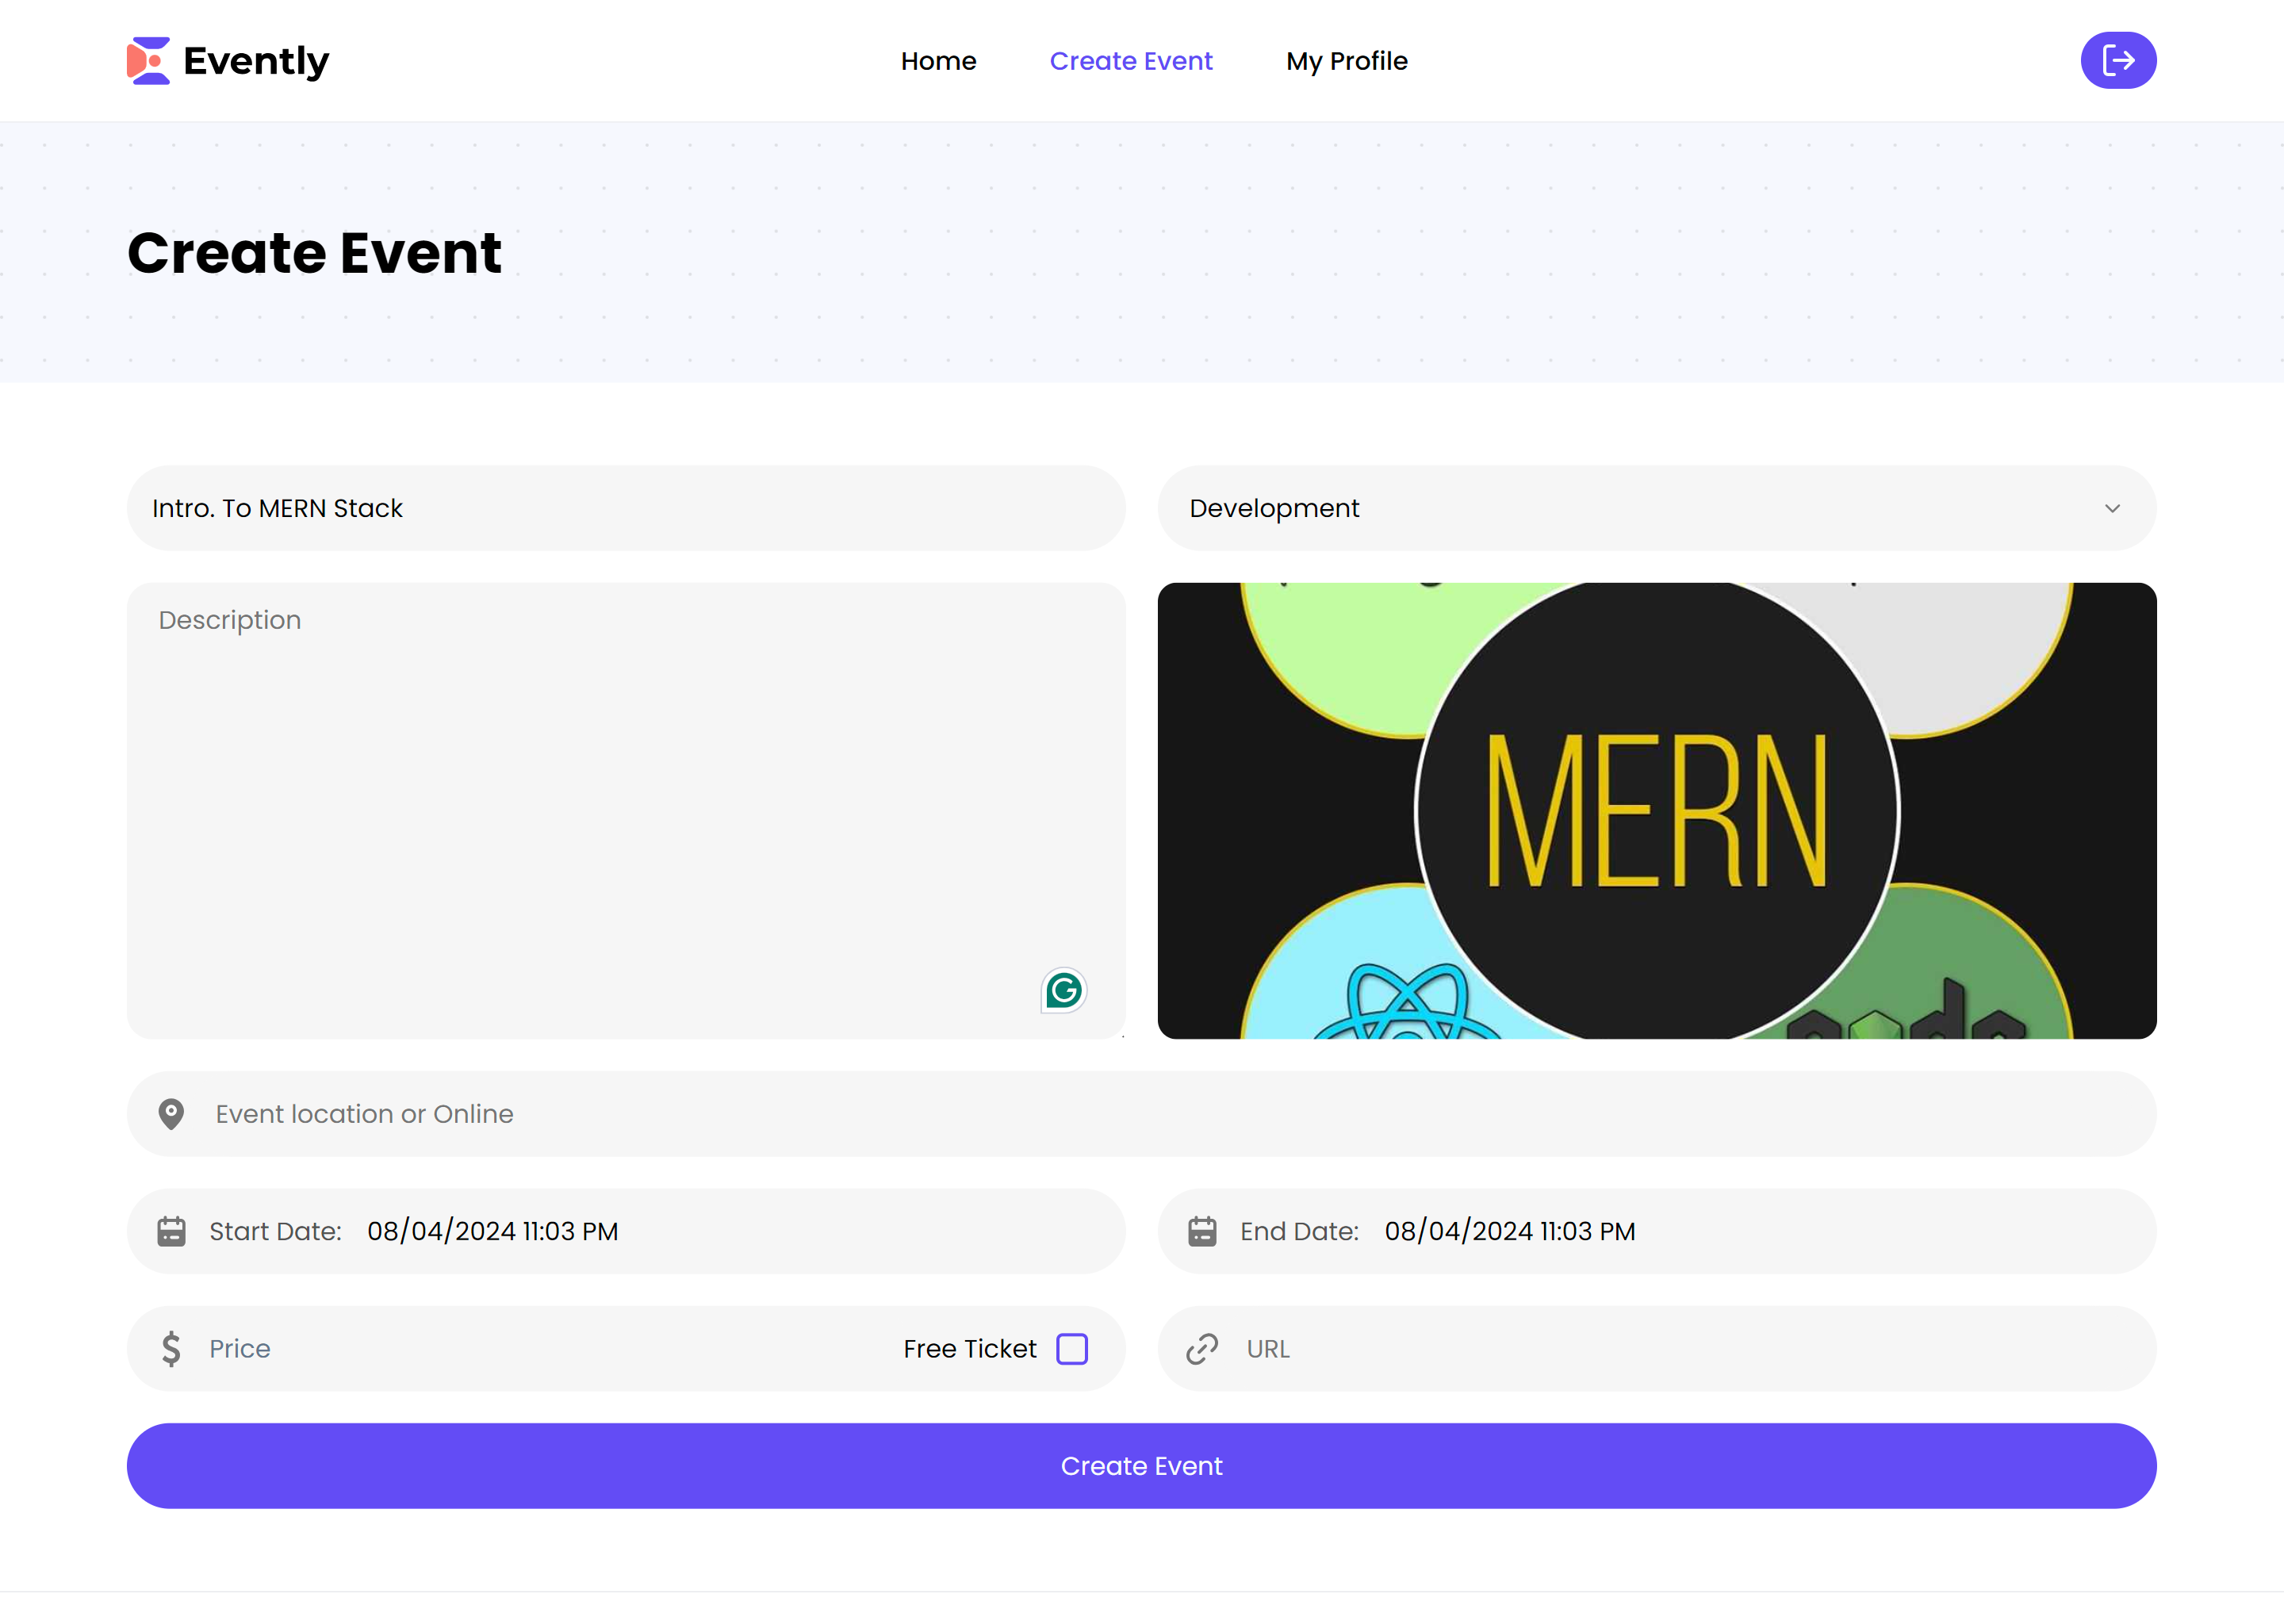 Evently
Home
Create Event
My Profile
Create Event
Intro. To MERN Stack
Development
Description
MERN
Event location or Online
Start Date: 08/04/2024 11:03 PM
End Date: 08/04/2024 11:03 PM
Price
Free Ticket
URL
Create Event